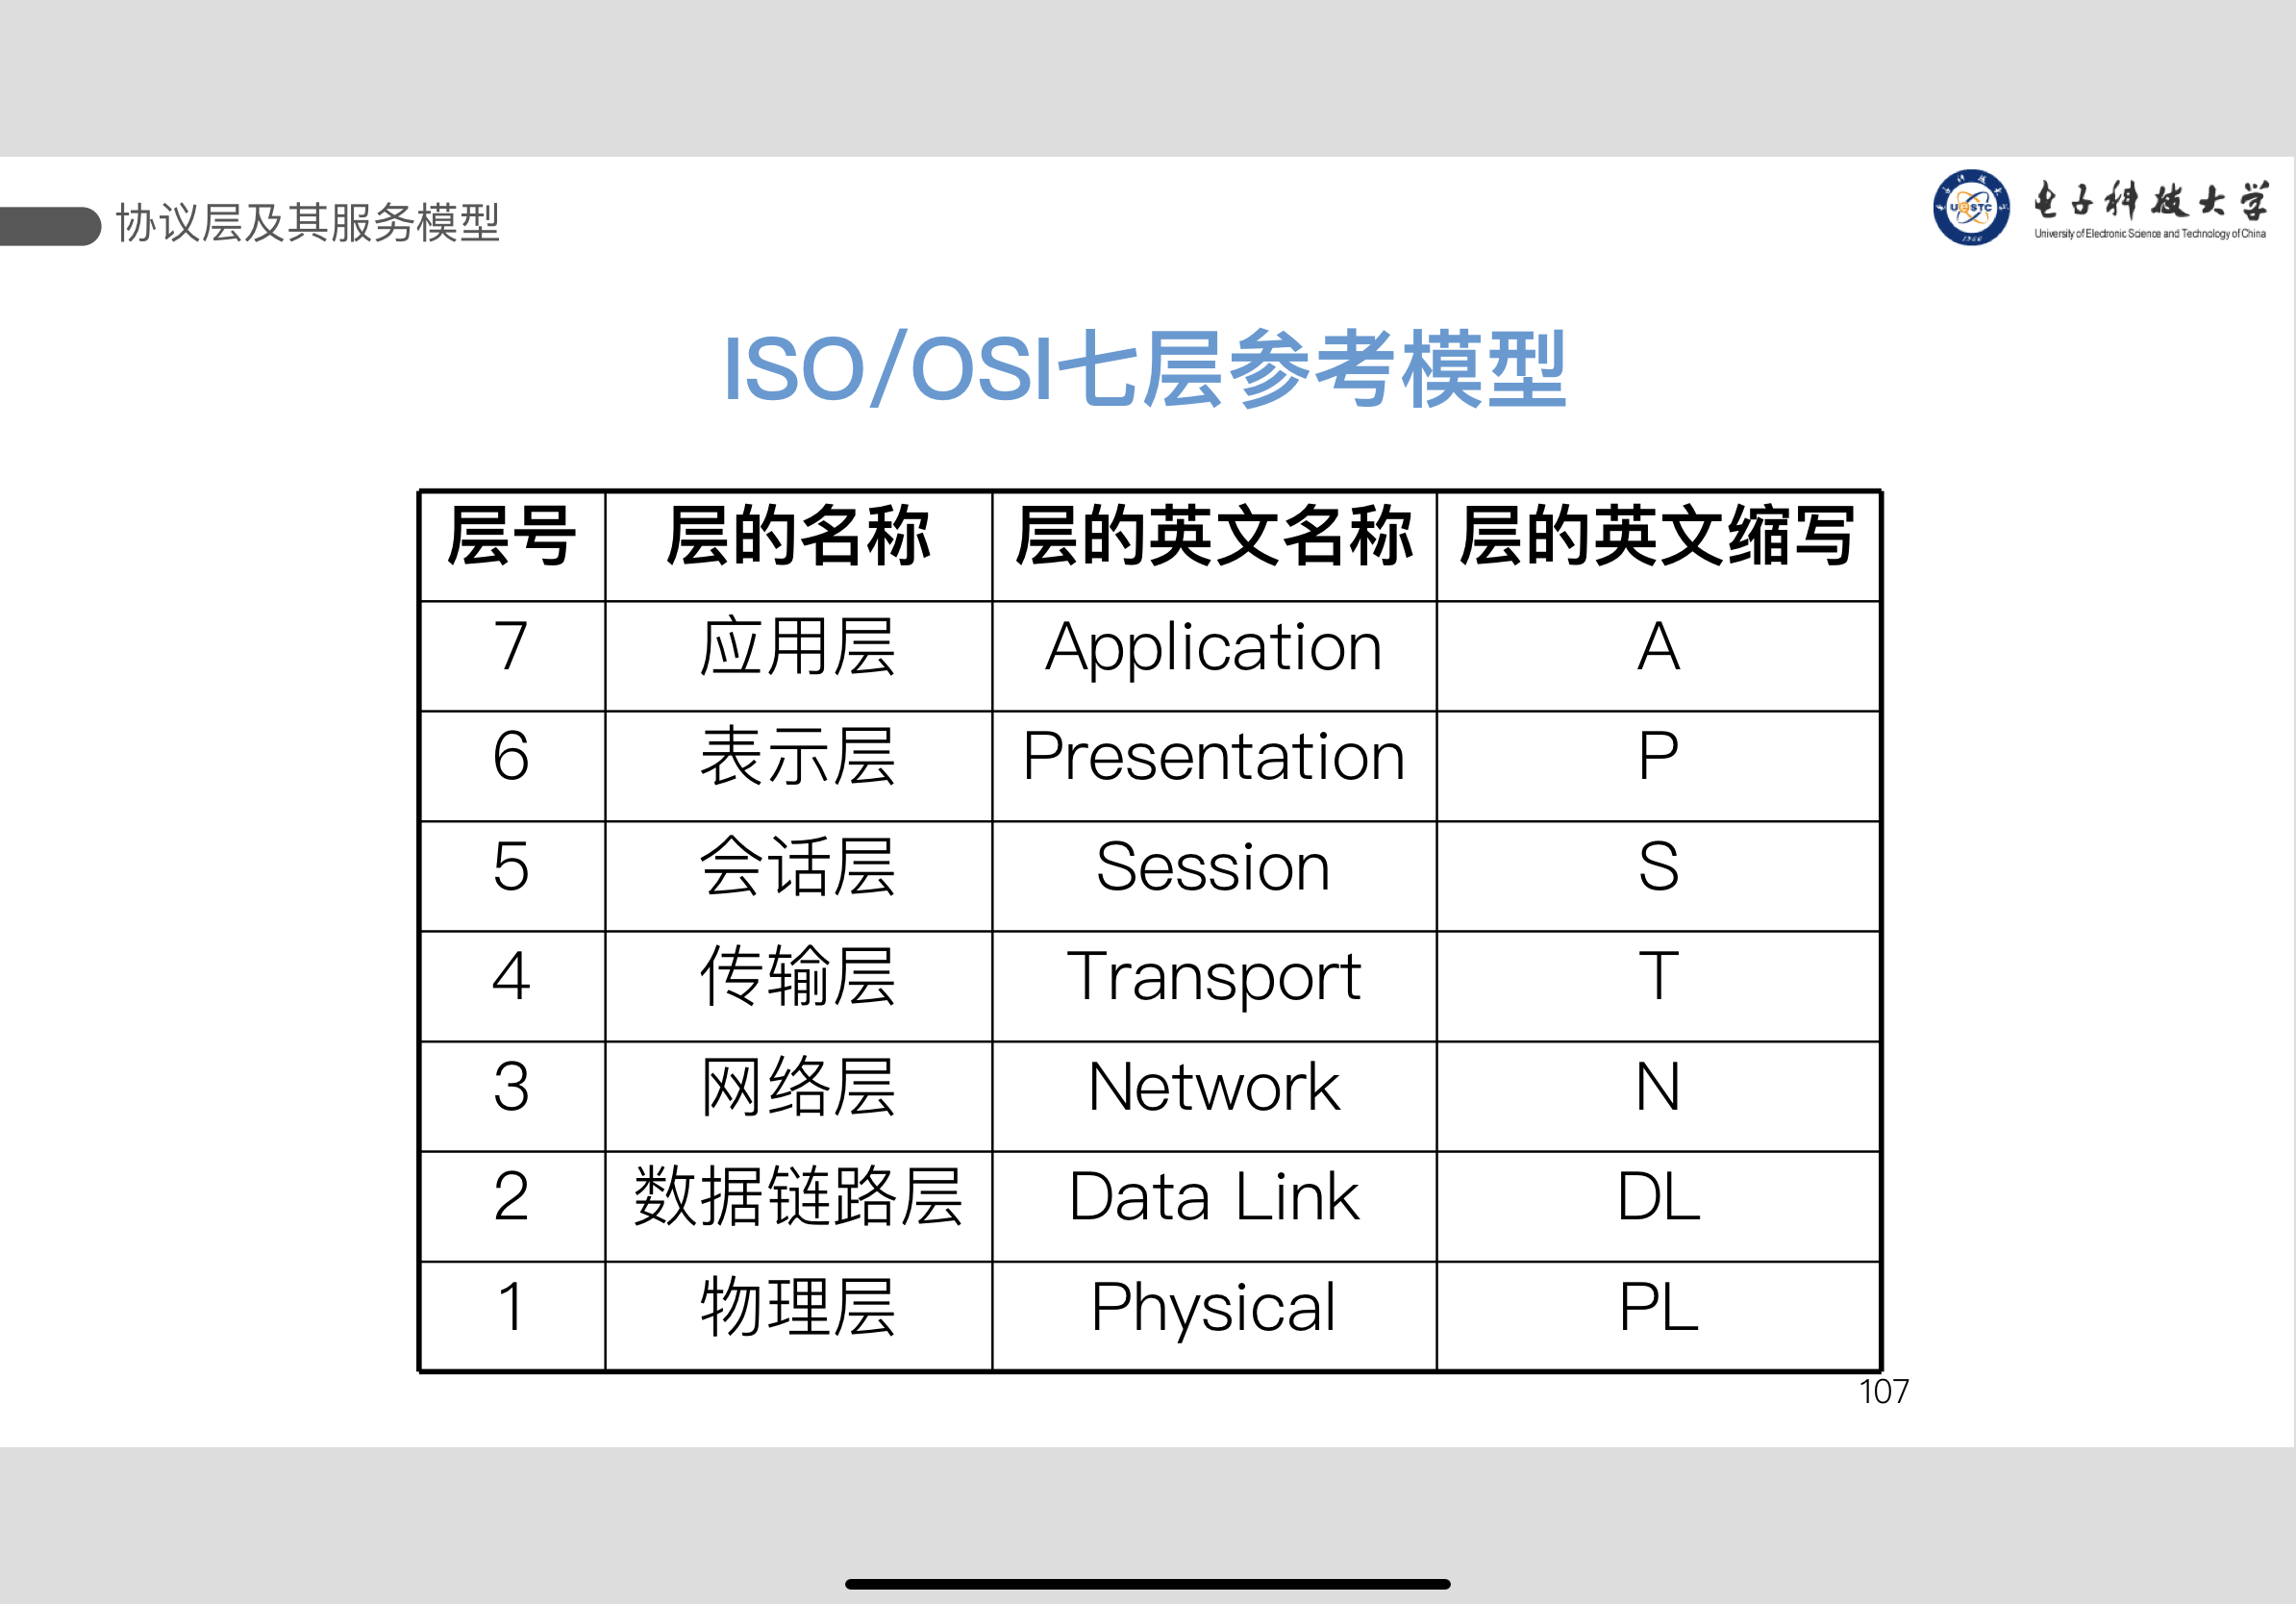 协议层及其服务模型
电子科技大学
University of Electronic Science and Technology of China
UESTC
1956
ISO/OSI七层参考模型
层号 层的名称 层的英文名称 层的英文缩写
7 应用层 Application A
6 表示层 Presentation P
5 会话层 Session S
4 传输层 Transport T
3 网络层 Network N
2 数据链路层 Data Link DL
1 物理层 Physical PL
107